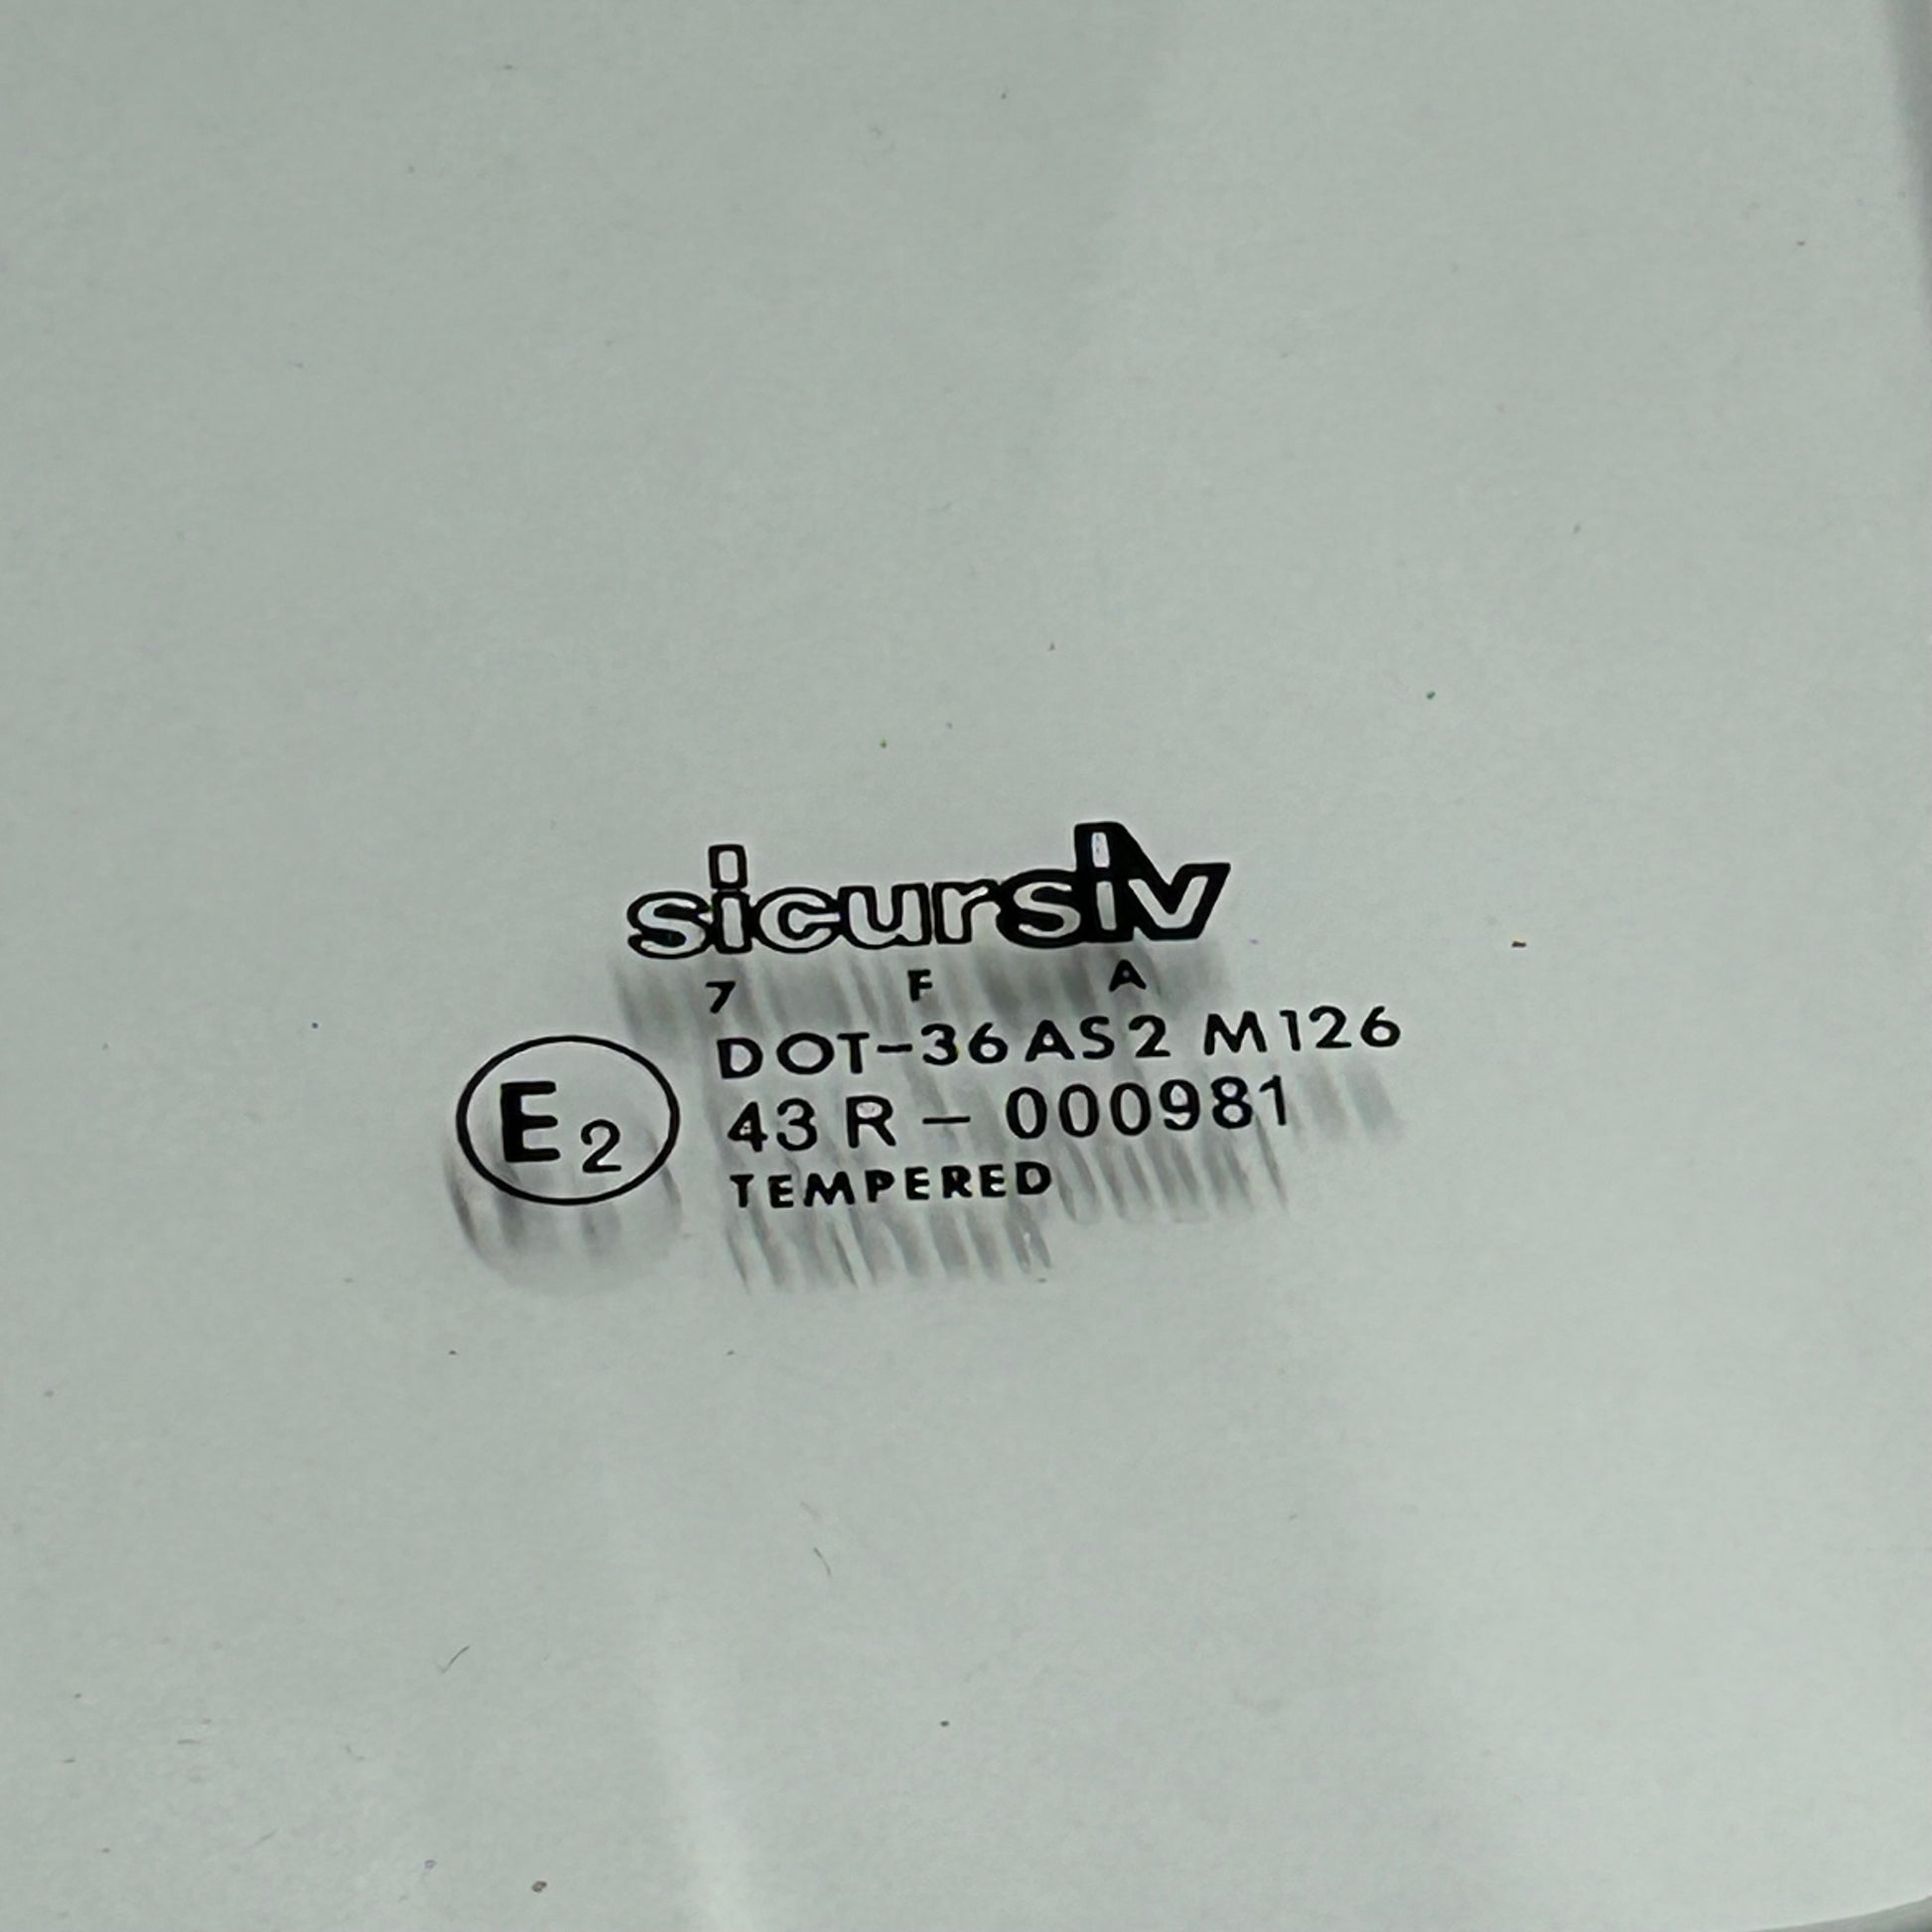 sicursiv
7 F A
DOT-36 AS2 M126
E2
43 R - 000981
TEMPERED